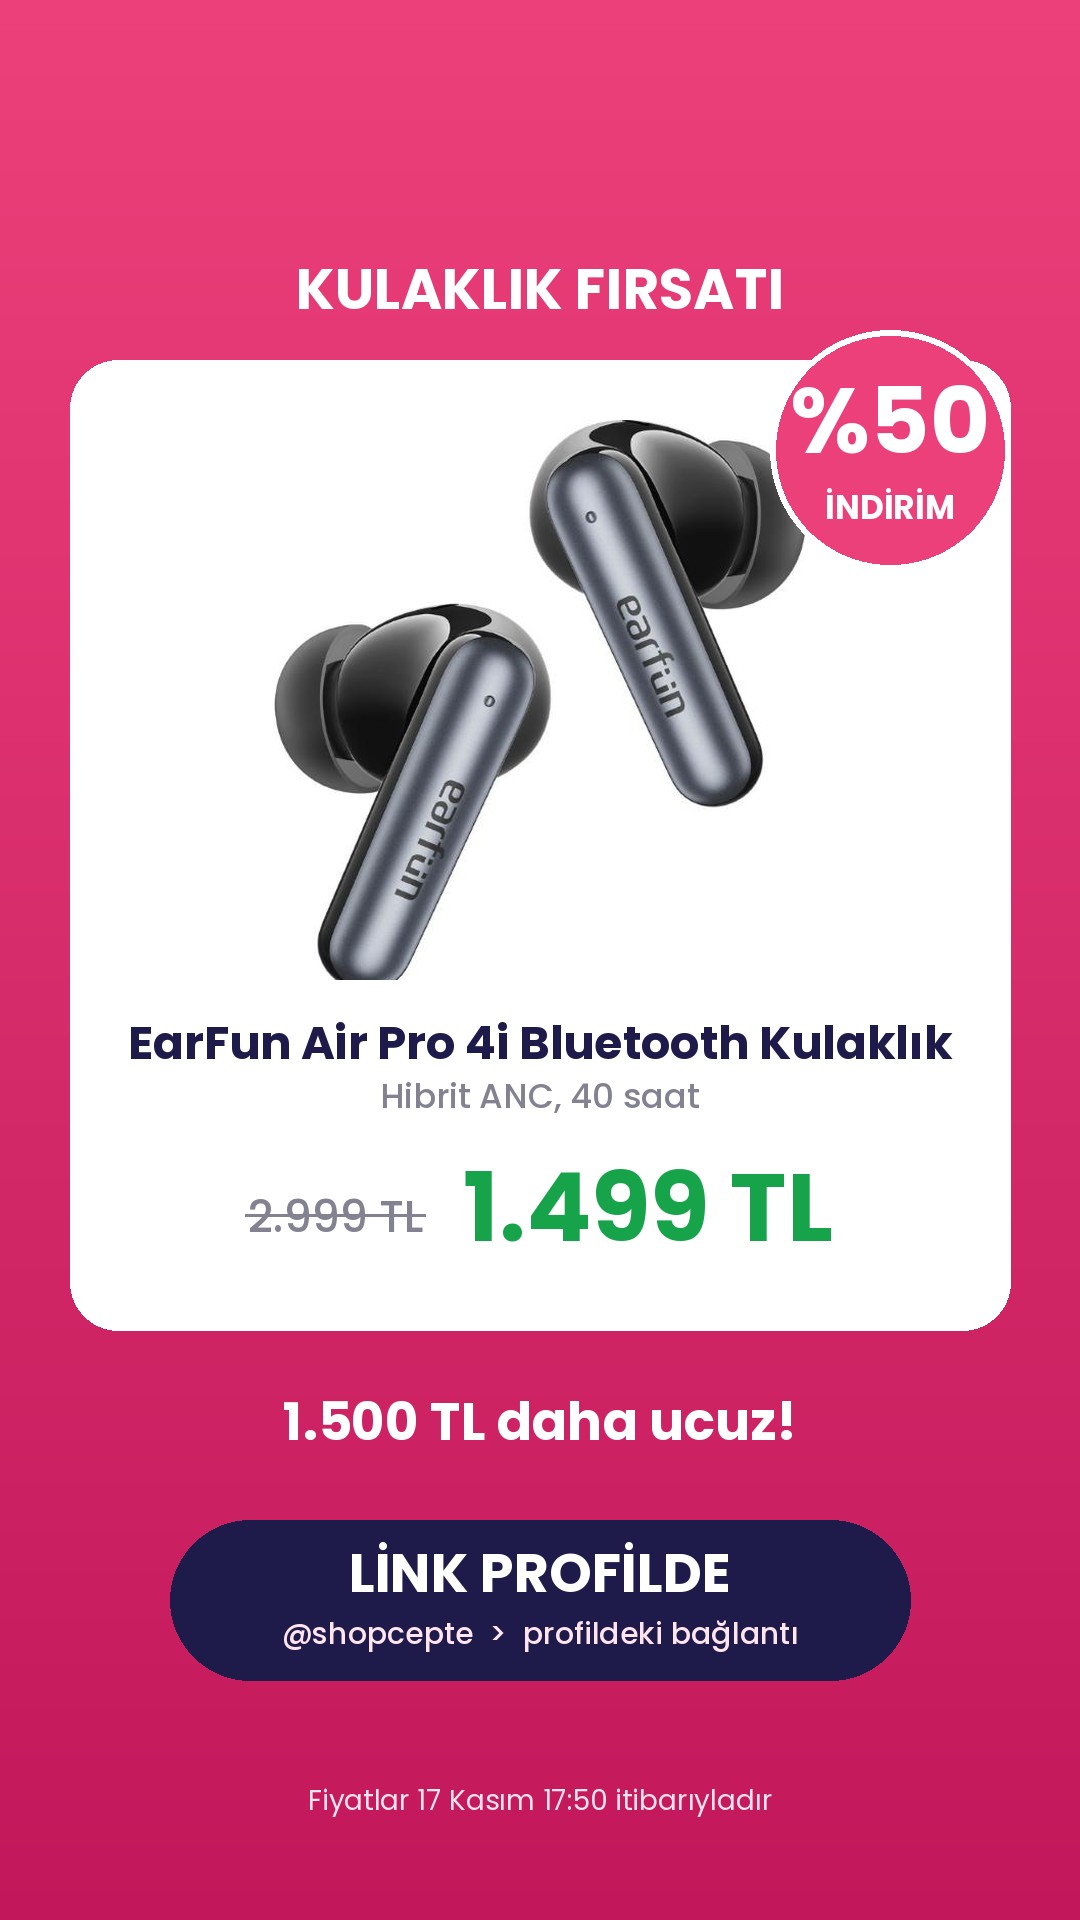 KULAKLIK FIRSATI
%50
İNDİRİM
earfun
earfun
EarFun Air Pro 4i Bluetooth Kulaklık
Hibrit ANC, 40 saat
2.999 TL 1.499 TL
1.500 TL daha ucuz!
LİNK PROFİLDE
@shopcepte > profildeki bağlantı
Fiyatlar 17 Kasım 17:50 itibarıyladır